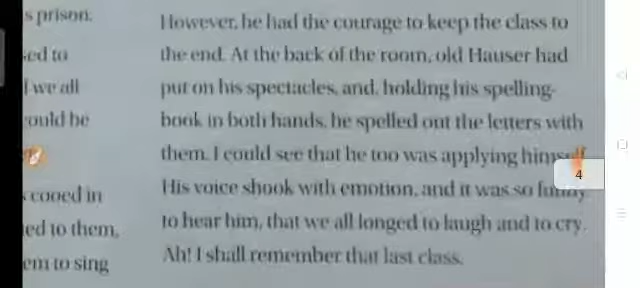 s prison.
ed to
f we all
ould be
cooed in
ed to them,
em to sing
However, he had the courage to keep the class to
the end. At the back of the room, old Hauser had
put on his spectacles, and, holding his spelling-
book in both hands, he spelled out the letters with
them. I could see that he too was applying himself.
His voice shook with emotion, and it was so funny
to hear him, that we all longed to laugh and to cry.
Ah! I shall remember that last class.
4